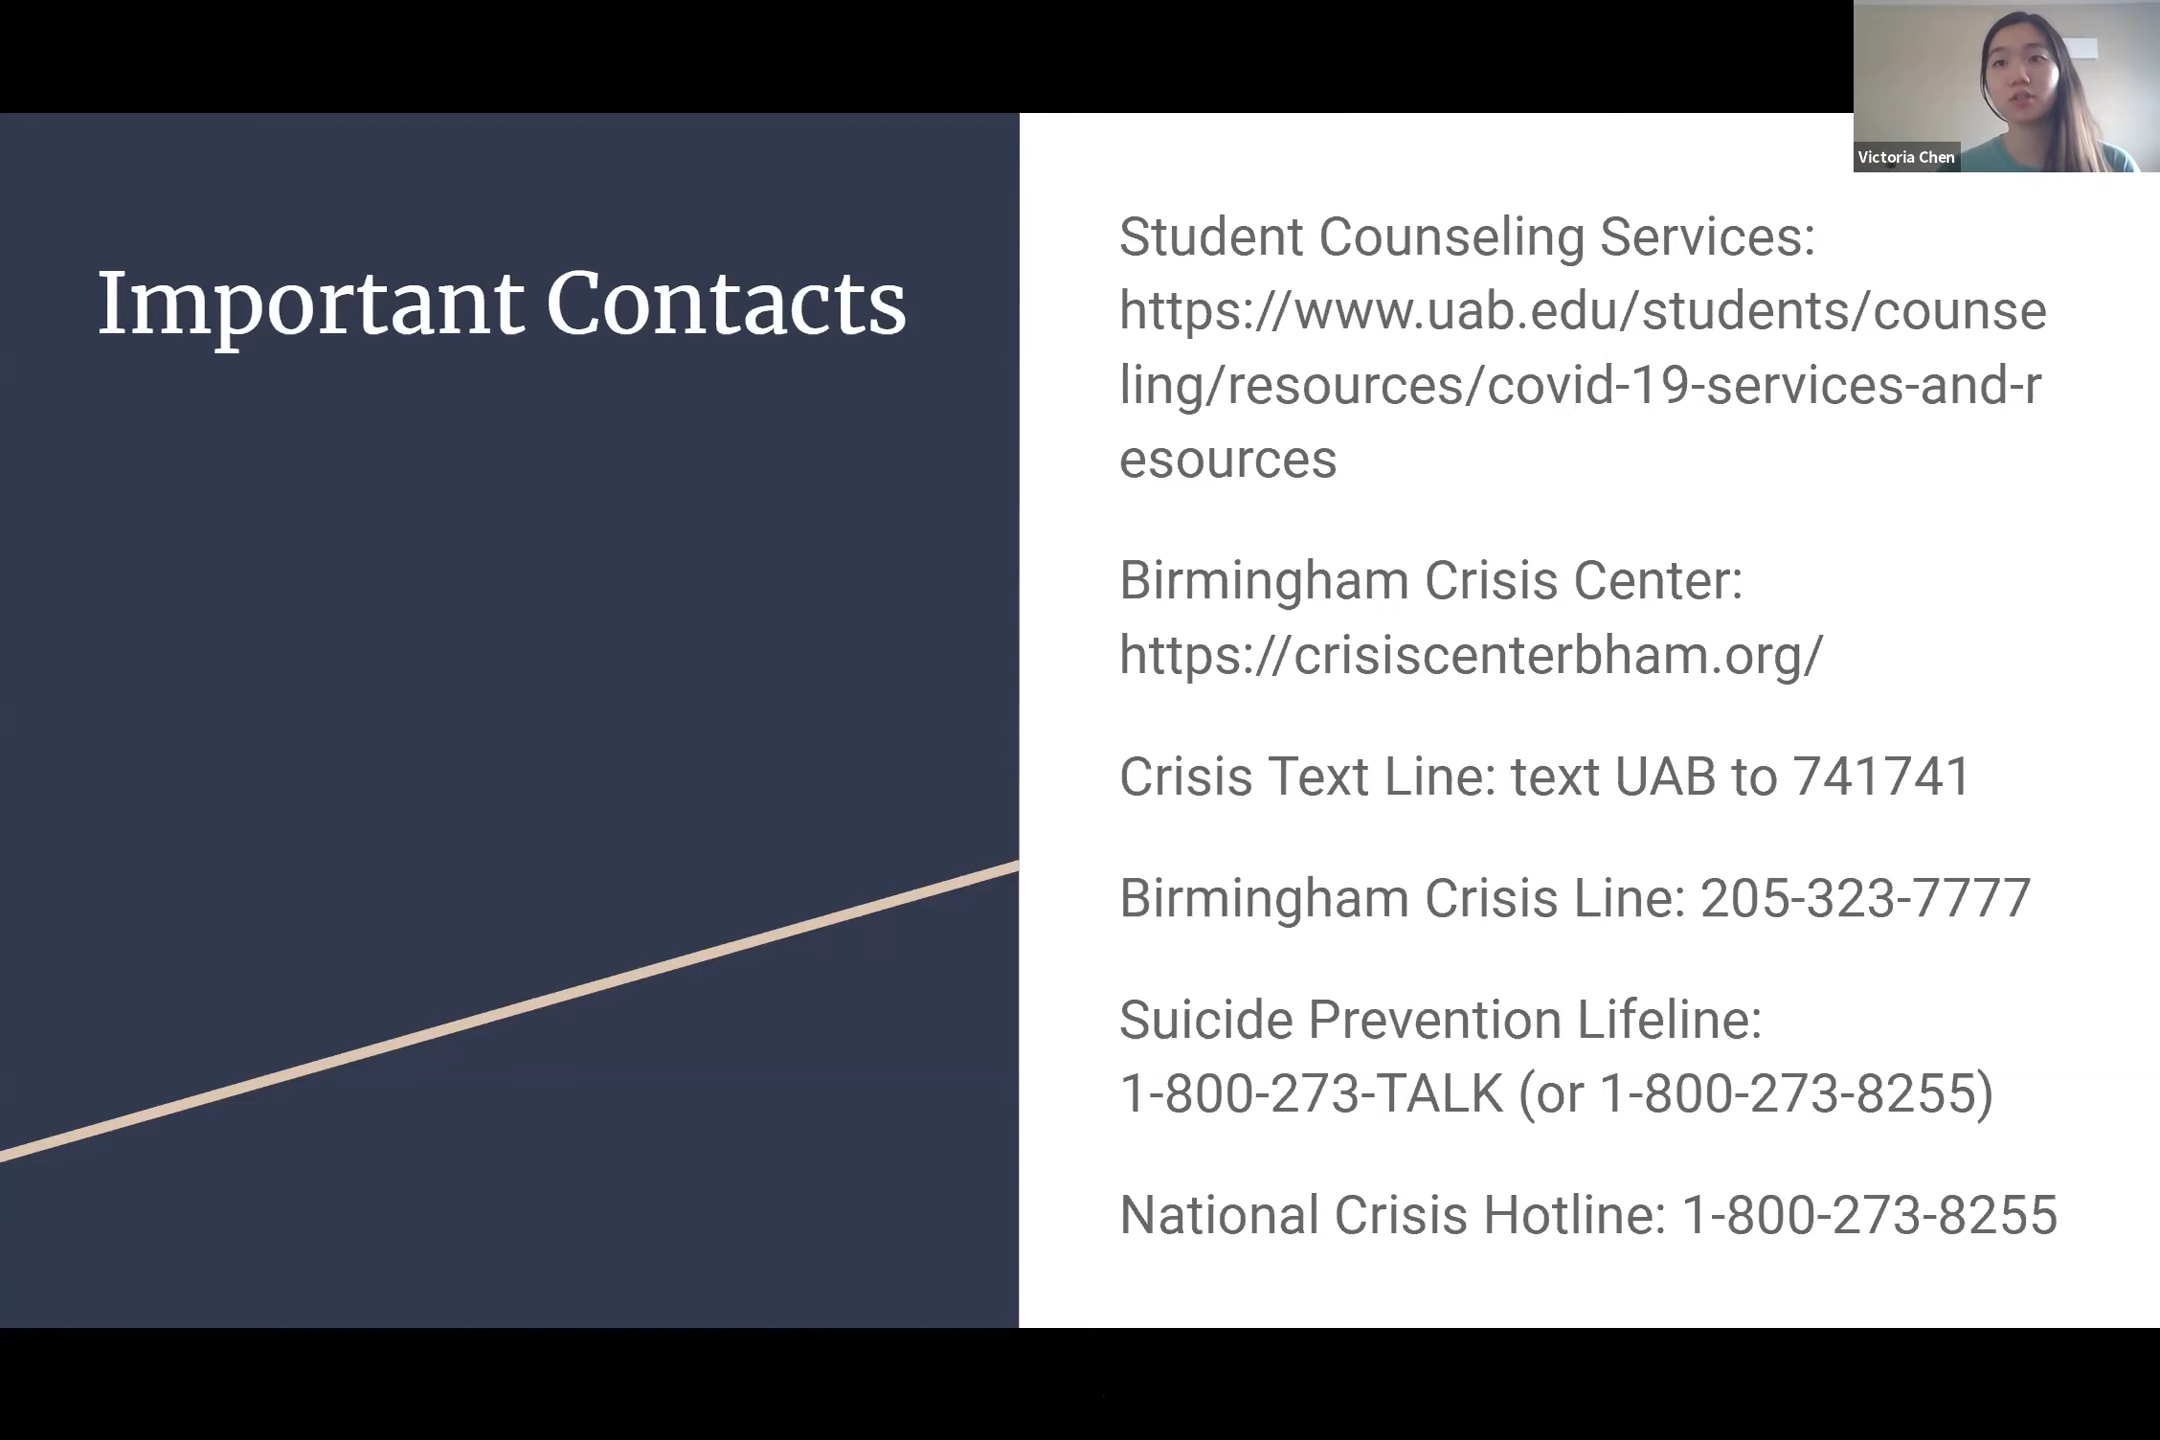 Victoria Chen
Important Contacts
Student Counseling Services:
https://www.uab.edu/students/counse
ling/resources/covid-19-services-and-r
esources
Birmingham Crisis Center:
https://crisiscenterbham.org/
Crisis Text Line: text UAB to 741741
Birmingham Crisis Line: 205-323-7777
Suicide Prevention Lifeline:
1-800-273-TALK (or 1-800-273-8255)
National Crisis Hotline: 1-800-273-8255